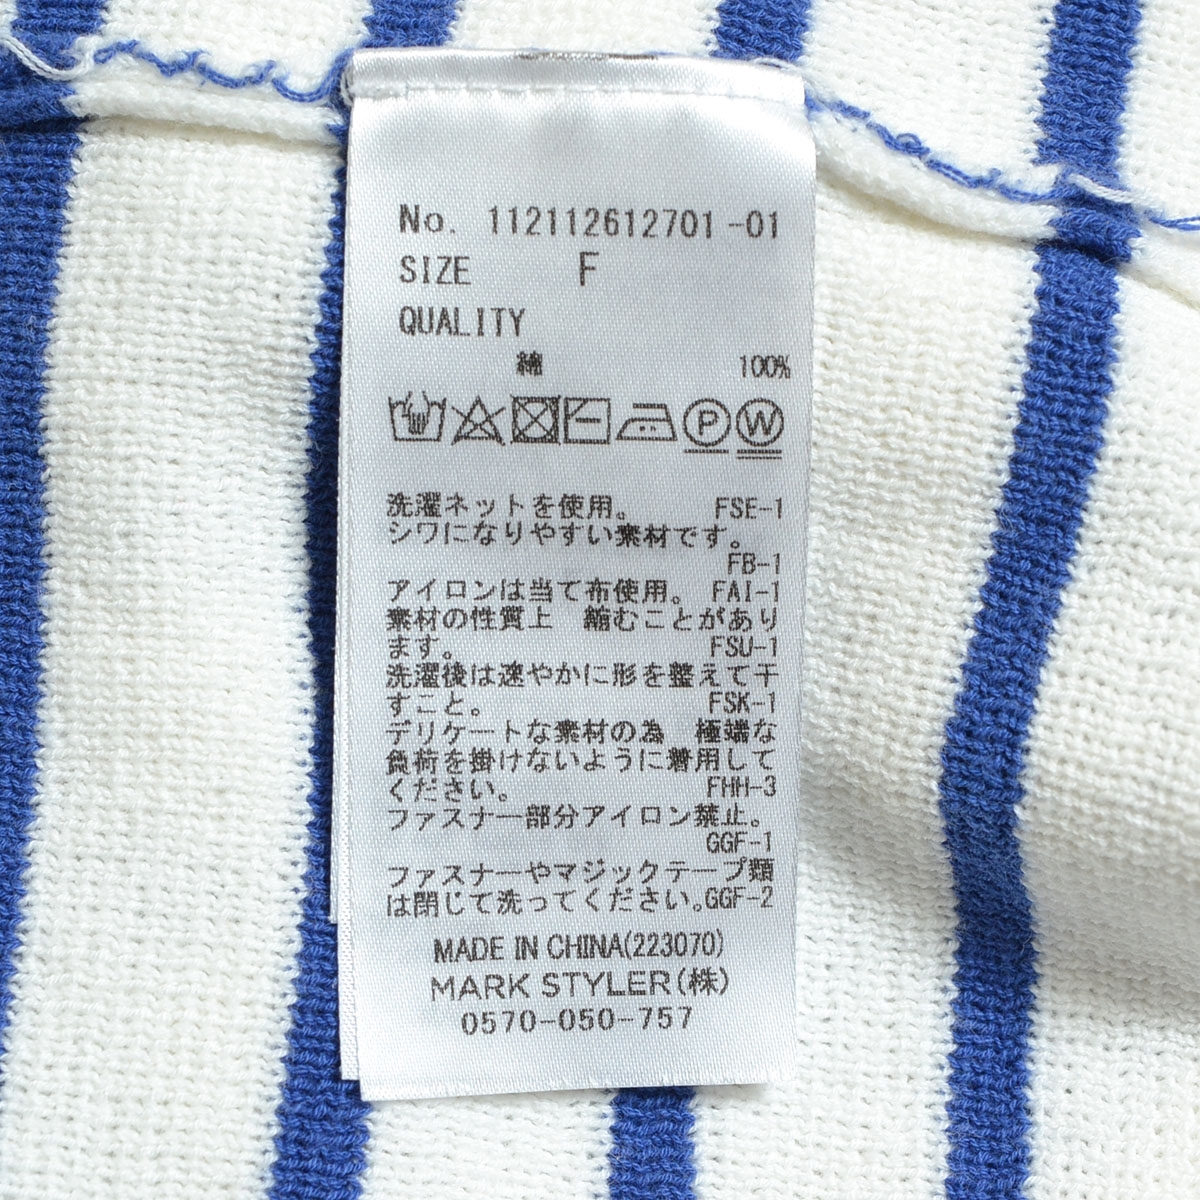 No. 112112612701-01
SIZE F
QUALITY
綿 100%
P W
洗濯ネットを使用。 FSE-1
シワになりやすい素材です。
FB-1
アイロンは当て布使用。 FAI-1
素材の性質上 縮むことがあり
ます。 FSU-1
洗濯後は速やかに形を整えて干
すこと。 FSK-1
デリケートな素材の為 極端な
負荷を掛けないように着用して
ください。 FHH-3
ファスナー部分アイロン禁止。
GGF-1
ファスナーやマジックテープ類
は閉じて洗ってください。GGF-2
MADE IN CHINA(223070)
MARK STYLER(株)
0570-050-757